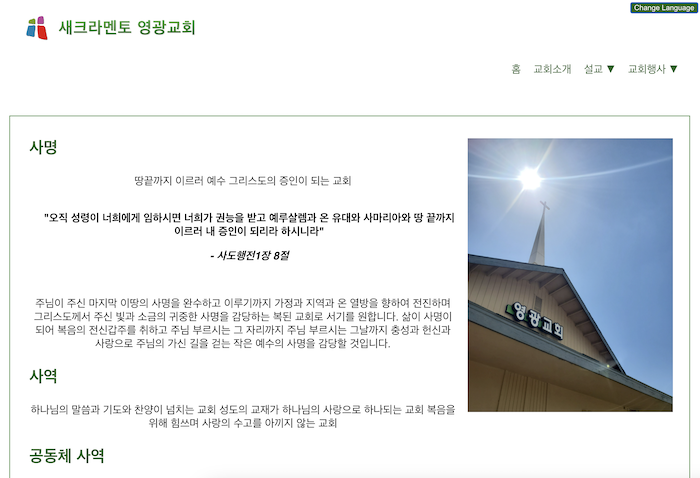 Change Language
새크라멘토 영광교회
홈 교회소개 설교 ▼ 교회행사 ▼
사명
땅끝까지 이르러 예수 그리스도의 증인이 되는 교회
"오직 성령이 너희에게 임하시면 너희가 권능을 받고 예루살렘과 온 유대와 사마리아와 땅 끝까지
이르러 내 증인이 되리라 하시니라"
- 사도행전1장 8절
영광교회
주님이 주신 마지막 이땅의 사명을 완수하고 이루기까지 가정과 지역과 온 열방을 향하여 전진하며
그리스도께서 주신 빛과 소금의 귀중한 사명을 감당하는 복된 교회로 서기를 원합니다. 삶이 사명이
되어 복음의 전신갑주를 취하고 주님 부르시는 그 자리까지 주님 부르시는 그날까지 충성과 헌신과
사랑으로 주님의 가신 길을 걷는 작은 예수의 사명을 감당할 것입니다.
사역
하나님의 말씀과 기도와 찬양이 넘치는 교회 성도의 교재가 하나님의 사랑으로 하나되는 교회 복음을
위해 힘쓰며 사랑의 수고를 아끼지 않는 교회
공동체 사역